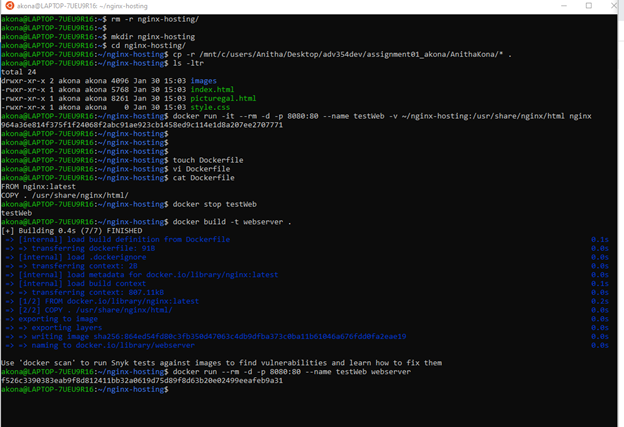 akona@LAPTOP-7UEU9R16: ~
akona@LAPTOP-7UEU9R16:~$ rm -r nginx-hosting/
akona@LAPTOP-7UEU9R16:~$
akona@LAPTOP-7UEU9R16:~$ mkdir nginx-hosting
akona@LAPTOP-7UEU9R16:~$ cd nginx-hosting/
akona@LAPTOP-7UEU9R16:~/nginx-hosting$ cp -r /mnt/c/users/Anitha/Desktop/adv354dev/assignment01_akona/AnithaKona/* .
akona@LAPTOP-7UEU9R16:~/nginx-hosting$ ls -ltr
total 24
drwxr-xr-x 2 akona akona 4096 Jan 30 15:03 images
-rwxr-xr-x 1 akona akona 5768 Jan 30 15:03 index.html
-rwxr-xr-x 1 akona akona 8261 Jan 30 15:03 picturegal.html
-rwxr-xr-x 1 akona akona    0 Jan 30 15:03 style.css
akona@LAPTOP-7UEU9R16:~/nginx-hosting$ docker run -it --rm -d -p 8080:80 --name testWeb -v ~/nginx-hosting:/usr/share/nginx/html nginx
akona@LAPTOP-7UEU9R16:~/nginx-hosting$
akona@LAPTOP-7UEU9R16:~/nginx-hosting$
akona@LAPTOP-7UEU9R16:~/nginx-hosting$
akona@LAPTOP-7UEU9R16:~/nginx-hosting$ touch Dockerfile
akona@LAPTOP-7UEU9R16:~/nginx-hosting$ vi Dockerfile
akona@LAPTOP-7UEU9R16:~/nginx-hosting$ cat Dockerfile
FROM nginx:latest
COPY . /usr/share/nginx/html/
akona@LAPTOP-7UEU9R16:~/nginx-hosting$ docker stop testWeb
testWeb
akona@LAPTOP-7UEU9R16:~/nginx-hosting$ docker build -t webserver .
[+] Building 0.4s (7/7) FINISHED
=> [internal] load build definition from Dockerfile 0.1s
=> => transferring dockerfile: 91B 0.0s
=> [internal] load .dockerignore 0.0s
=> => transferring context: 2B 0.0s
=> [internal] load metadata for docker.io/library/nginx:latest 0.0s
=> [internal] load build context 0.1s
=> => transferring context: 807.11kB 0.0s
=> [1/2] FROM docker.io/library/nginx:latest 0.2s
=> [2/2] COPY . /usr/share/nginx/html/ 0.0s
=> exporting to image 0.0s
=> => exporting layers 0.0s
=> => writing image 0.0s
=> => naming to docker.io/library/webserver 0.0s
Use 'docker scan' to run Snyk tests against images to find vulnerabilities and learn how to fix them
akona@LAPTOP-7UEU9R16:~/nginx-hosting$ docker run --rm -d -p 8080:80 --name testWeb webserver
akona@LAPTOP-7UEU9R16:~/nginx-hosting$